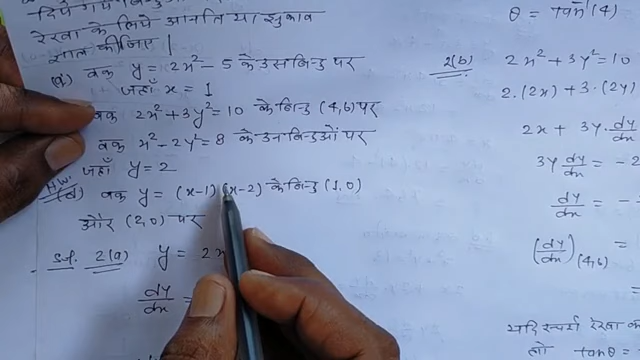 दिये गये
रेखा के लिये आनति या झुकाव
ज्ञात कीजिए |
(a) वक्र y = 2x² - 5 के उस बिन्दु पर
जहाँ x = 1
वक्र 2x² + 3y² = 10 के बिन्दु (4,6) पर
वक्र x² - 2y² = 8 के उन बिन्दुओं पर
जहाँ y = 2
H.W.
(d) वक्र y = (x-1)(x-2) के बिन्दु (1,0)
और (2,0) पर
Sol. 2(a) y = 2x
dy/dx =
θ = tan⁻¹(4)
2(b) 2x² + 3y² = 10
2.(2x) + 3.(2y)
2x + 3y.dy/dx =
3y dy/dx = -2
dy/dx =
(dy/dx)(4,6) =
=
यदि स्पर्श रेखा का
तो tanθ =